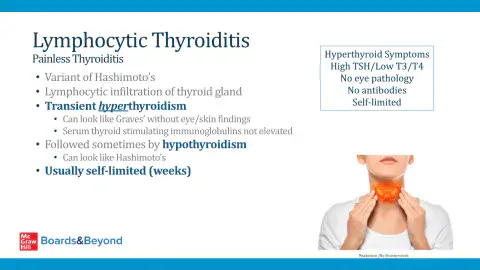 Lymphocytic Thyroiditis
Painless Thyroiditis
• Variant of Hashimoto's
• Lymphocytic infiltration of thyroid gland
• Transient hyperthyroidism
• Can look like Graves' without eye/skin findings
• Serum thyroid stimulating immunoglobulins not elevated
• Followed sometimes by hypothyroidism
• Can look like Hashimoto's
• Usually self-limited (weeks)
Hyperthyroid Symptoms
High TSH/Low T3/T4
No eye pathology
No antibodies
Self-limited
Mc
Graw
Hill
Boards&Beyond